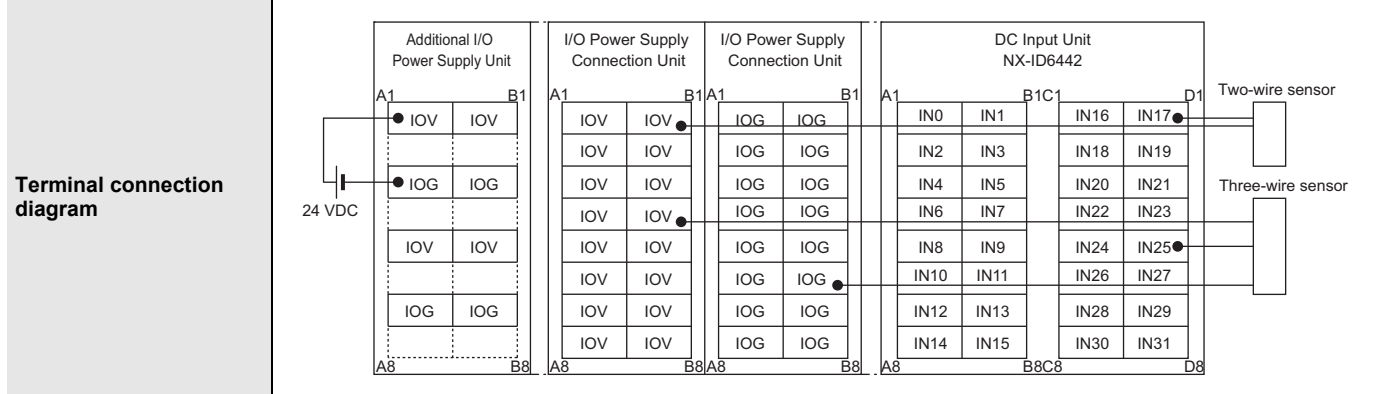 Terminal connection
diagram
24 VDC
Additional I/O
Power Supply Unit
A1 B1
IOV IOV
IOG IOG
IOV IOV
IOG IOG
A8 B8
I/O Power Supply
Connection Unit
A1 B1
IOV IOV
IOV IOV
IOV IOV
IOV IOV
IOV IOV
IOV IOV
IOV IOV
IOV IOV
A8 B8
I/O Power Supply
Connection Unit
A1 B1
IOG IOG
IOG IOG
IOG IOG
IOG IOG
IOG IOG
IOG IOG
IOG IOG
IOG IOG
A8 B8
DC Input Unit
NX-ID6442
A1 B1 C1 D1
IN0 IN1 IN16 IN17
IN2 IN3 IN18 IN19
IN4 IN5 IN20 IN21
IN6 IN7 IN22 IN23
IN8 IN9 IN24 IN25
IN10 IN11 IN26 IN27
IN12 IN13 IN28 IN29
IN14 IN15 IN30 IN31
A8 B8 C8 D8
Two-wire sensor
Three-wire sensor